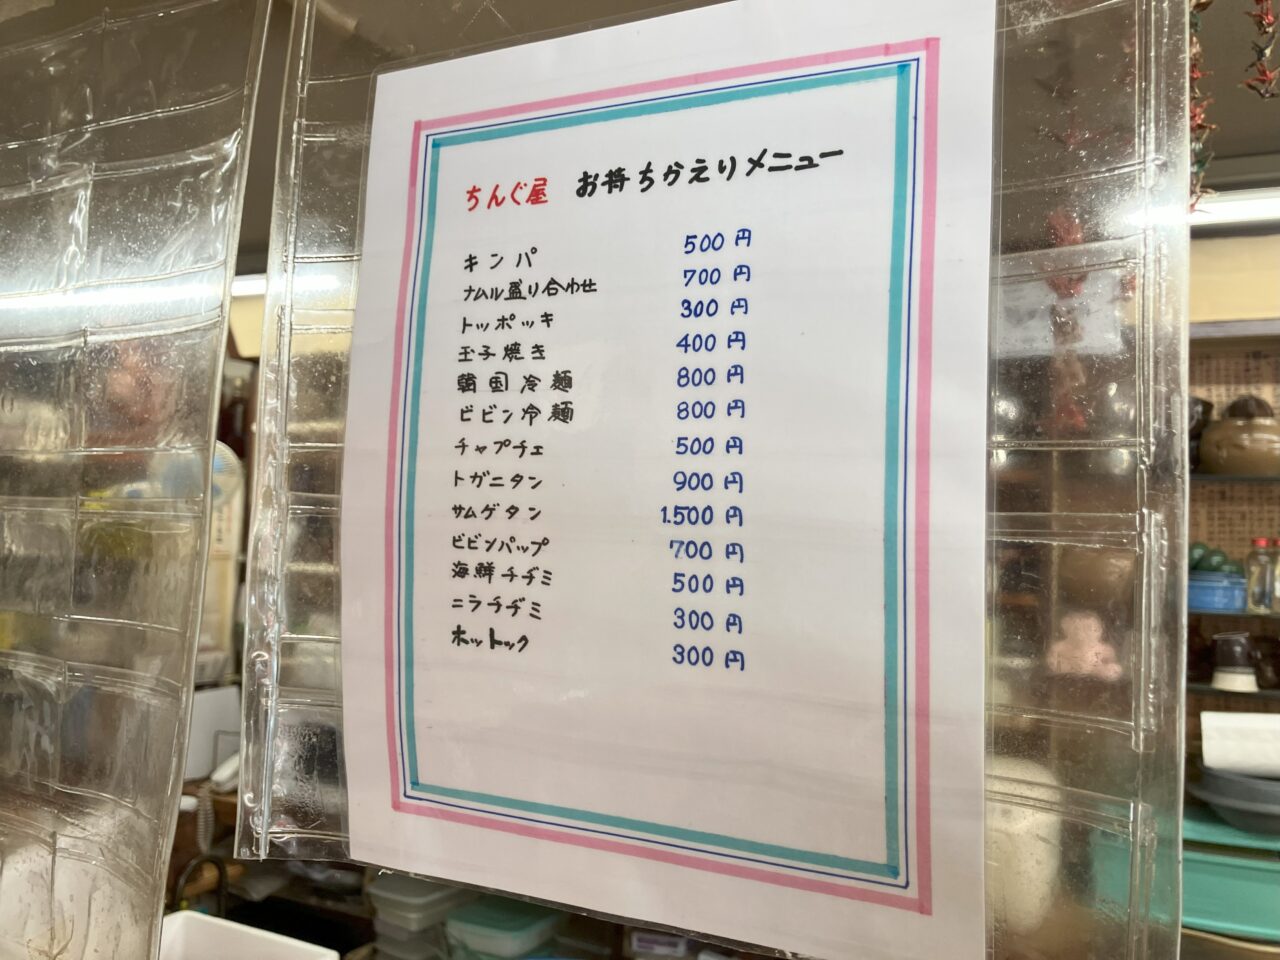 ちんぐ屋 お持ちかえりメニュー
キンパ 500円
ナムル盛り合わせ 700円
トッポッキ 300円
玉子焼き 400円
韓国冷麺 800円
ビビン冷麺 800円
チャプチェ 500円
トガニタン 900円
サムゲタン 1.500円
ビビンパップ 700円
海鮮チヂミ 500円
ニラチヂミ 300円
ホットック 300円